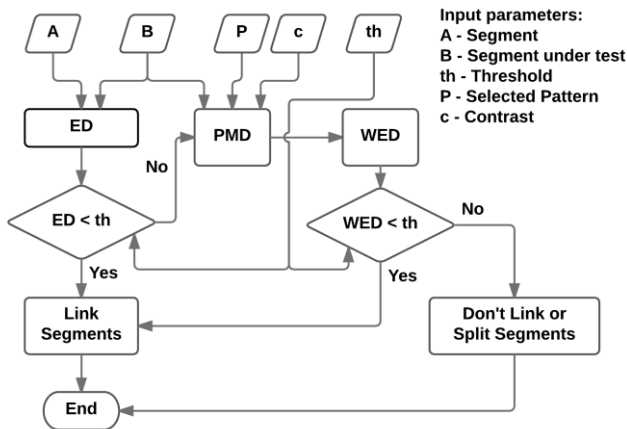 A
B
P
c
th
Input parameters:
A - Segment
B - Segment under test
th - Threshold
P - Selected Pattern
c - Contrast
ED
PMD
WED
No
ED < th
WED < th
No
Yes
Yes
Link
Segments
Don't Link or
Split Segments
End